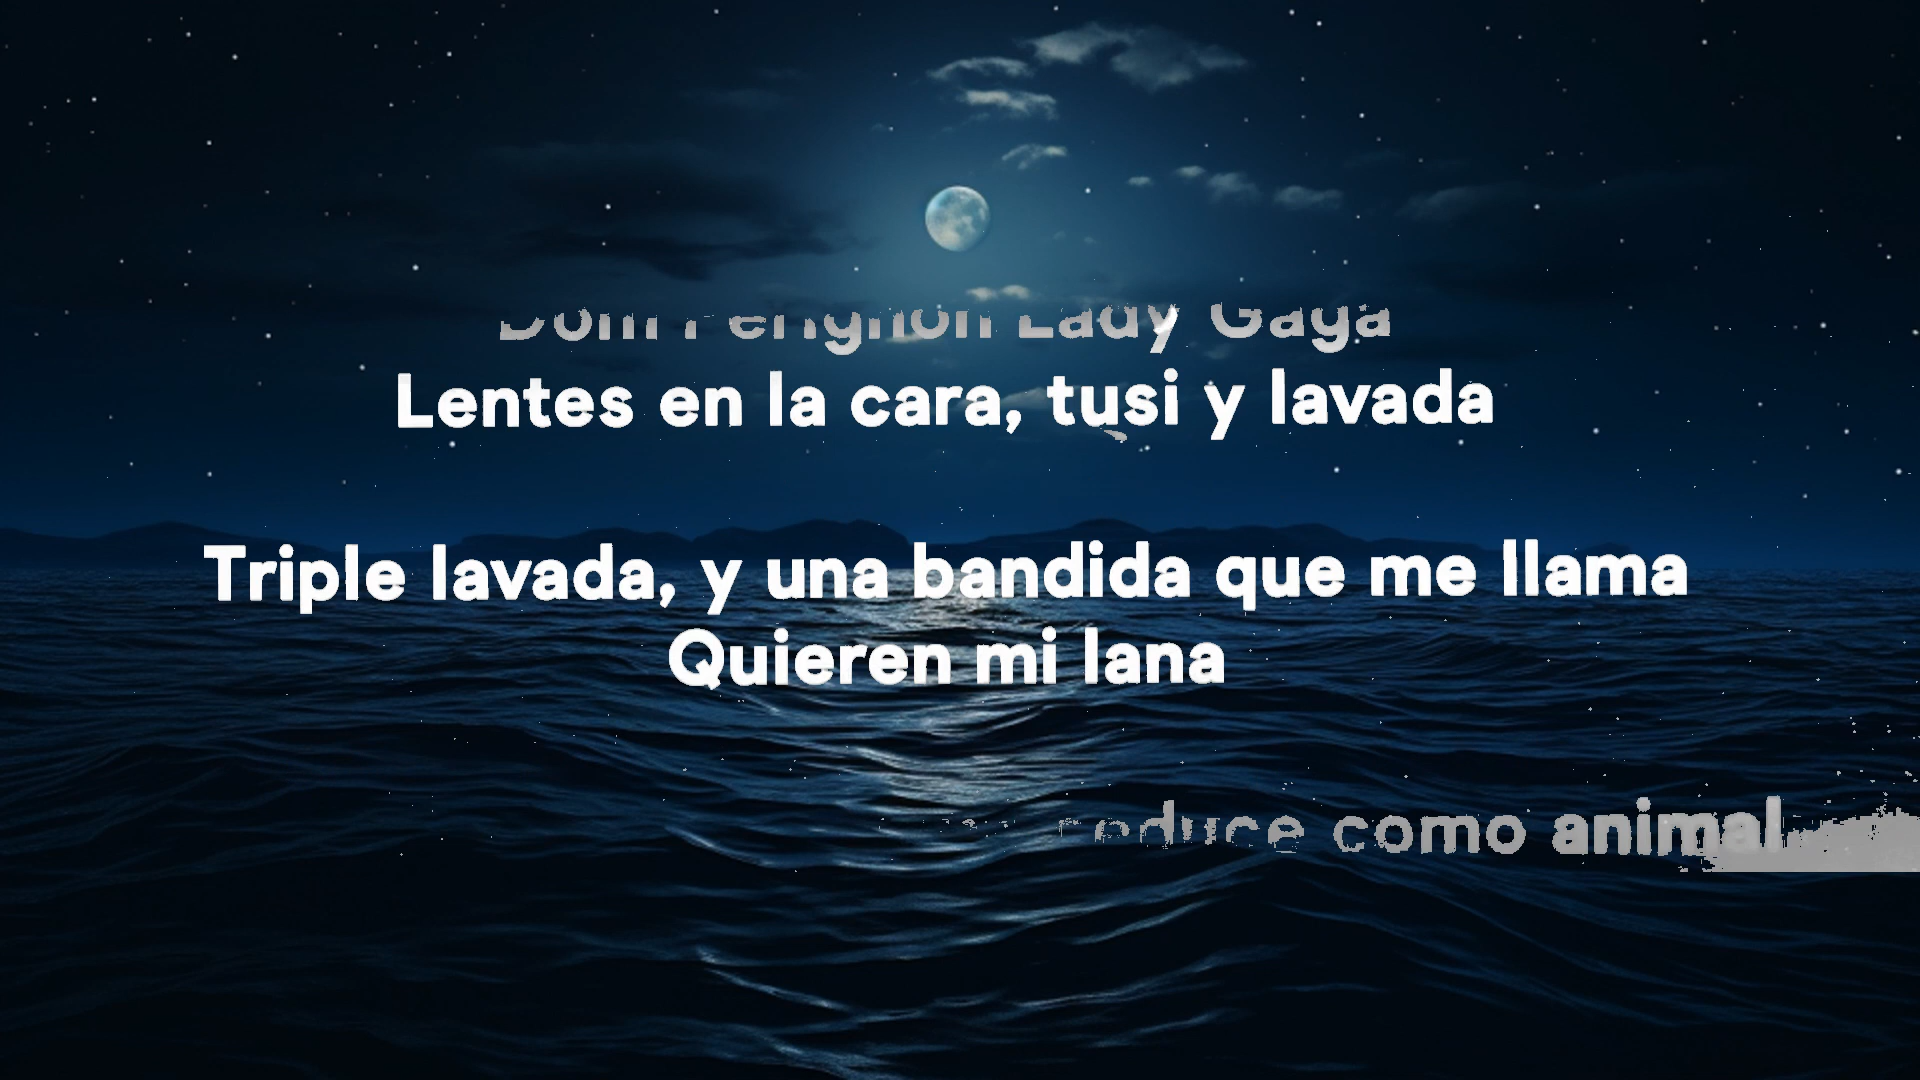 Dom Perignon Lady Gaga
Lentes en la cara, tusi y lavada
Triple lavada, y una bandida que me llama
Quieren mi lana
como animal